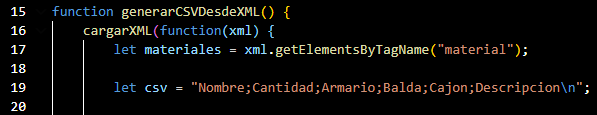 15 function generarCSVDesdeXML() {
16 cargarXML(function(xml) {
17 let materiales = xml.getElementsByTagName("material");
18
19 let csv = "Nombre;Cantidad;Armario;Balda;Cajon;Descripcion\n";
20